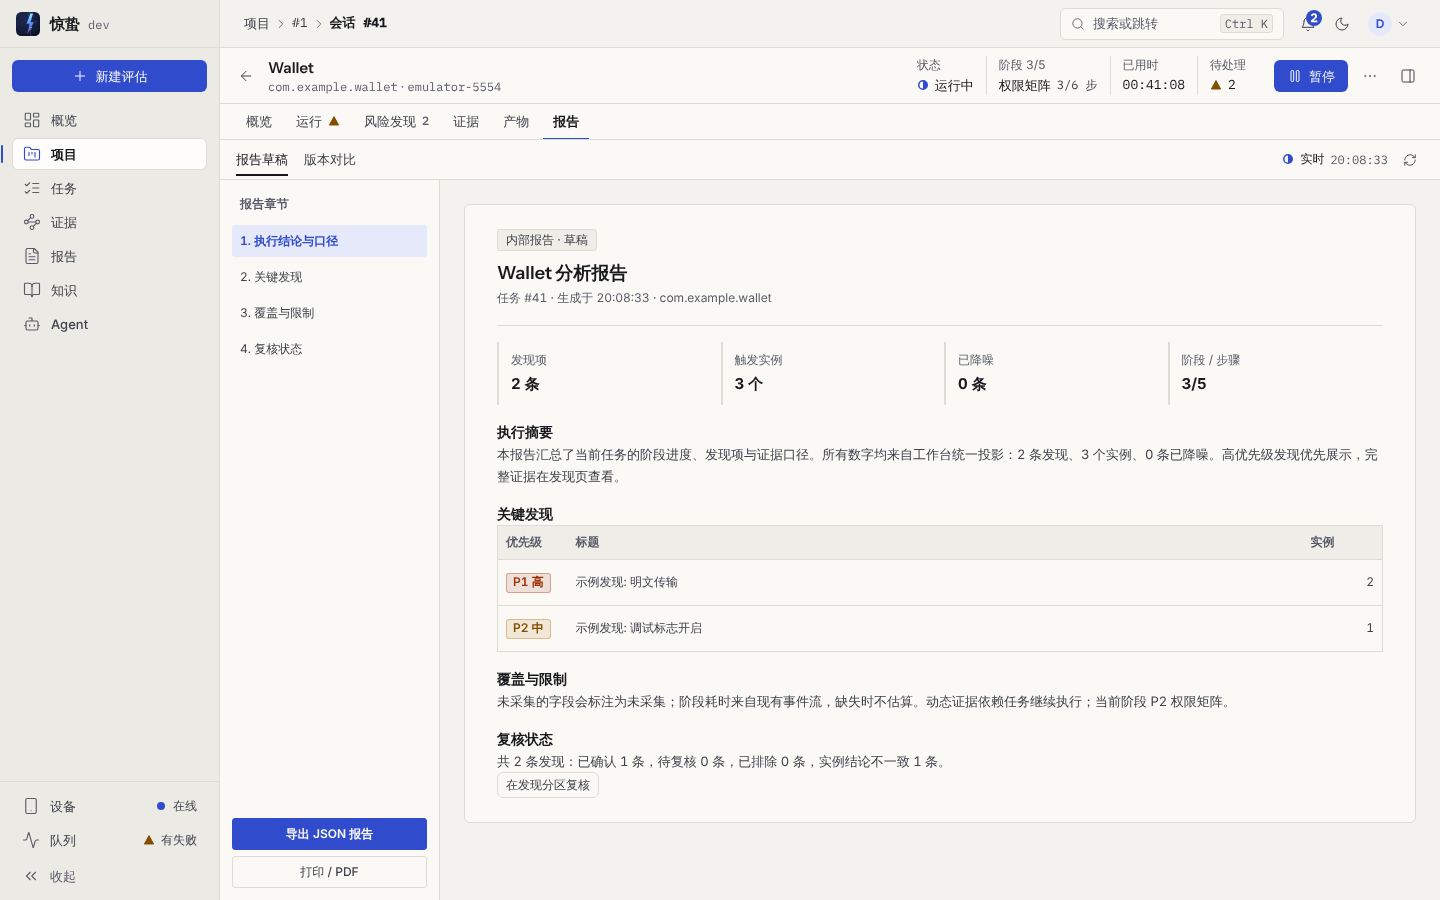 惊蛰 dev
项目 > #1 > 会话 #41
搜索或跳转 Ctrl K
2
D
新建评估
概览
项目
任务
证据
报告
知识
Agent
设备 在线
队列 有失败
收起
Wallet
com.example.wallet · emulator-5554
状态
运行中
阶段 3/5
权限矩阵 3/6 步
已用时
00:41:08
待处理
2
暂停
概览 运行 风险发现 2 证据 产物 报告
报告草稿 版本对比
实时 20:08:33
报告章节
1. 执行结论与口径
2. 关键发现
3. 覆盖与限制
4. 复核状态
导出 JSON 报告
打印 / PDF
内部报告 · 草稿
Wallet 分析报告
任务 #41 · 生成于 20:08:33 · com.example.wallet
发现项
2 条
触发实例
3 个
已降噪
0 条
阶段 / 步骤
3/5
执行摘要
本报告汇总了当前任务的阶段进度、发现项与证据口径。所有数字均来自工作台统一投影：2 条发现、3 个实例、0 条已降噪。高优先级发现优先展示，完
整证据在发现页查看。
关键发现
优先级 标题 实例
P1 高 示例发现: 明文传输 2
P2 中 示例发现: 调试标志开启 1
覆盖与限制
未采集的字段会标注为未采集；阶段耗时来自现有事件流，缺失时不估算。动态证据依赖任务继续执行；当前阶段 P2 权限矩阵。
复核状态
共 2 条发现：已确认 1 条，待复核 0 条，已排除 0 条，实例结论不一致 1 条。
在发现分区复核